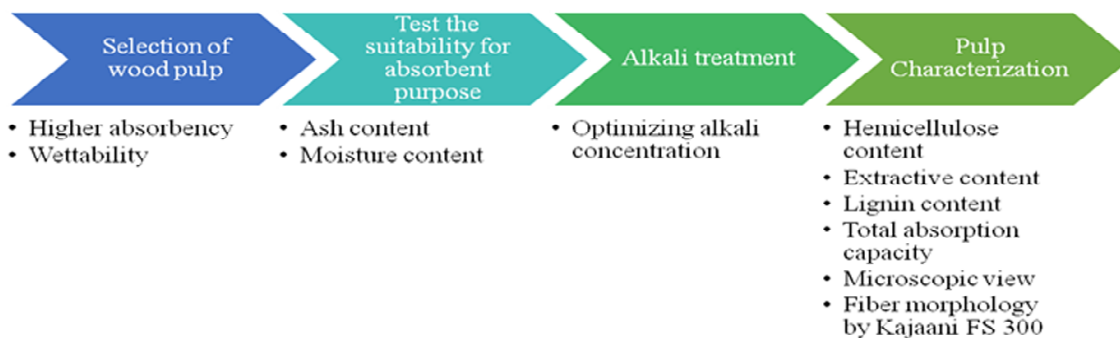 Selection of
wood pulp
Test the
suitability for
absorbent
purpose
Alkali treatment
Pulp
Characterization
• Higher absorbency
• Wettability
• Ash content
• Moisture content
• Optimizing alkali
concentration
• Hemicellulose
content
• Extractive content
• Lignin content
• Total absorption
capacity
• Microscopic view
• Fiber morphology
by Kajaani FS 300